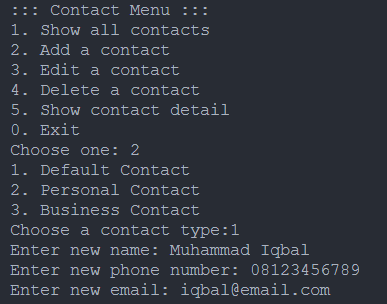 ::: Contact Menu :::
1. Show all contacts
2. Add a contact
3. Edit a contact
4. Delete a contact
5. Show contact detail
0. Exit
Choose one: 2
1. Default Contact
2. Personal Contact
3. Business Contact
Choose a contact type:1
Enter new name: Muhammad Iqbal
Enter new phone number: 08123456789
Enter new email: iqbal@email.com